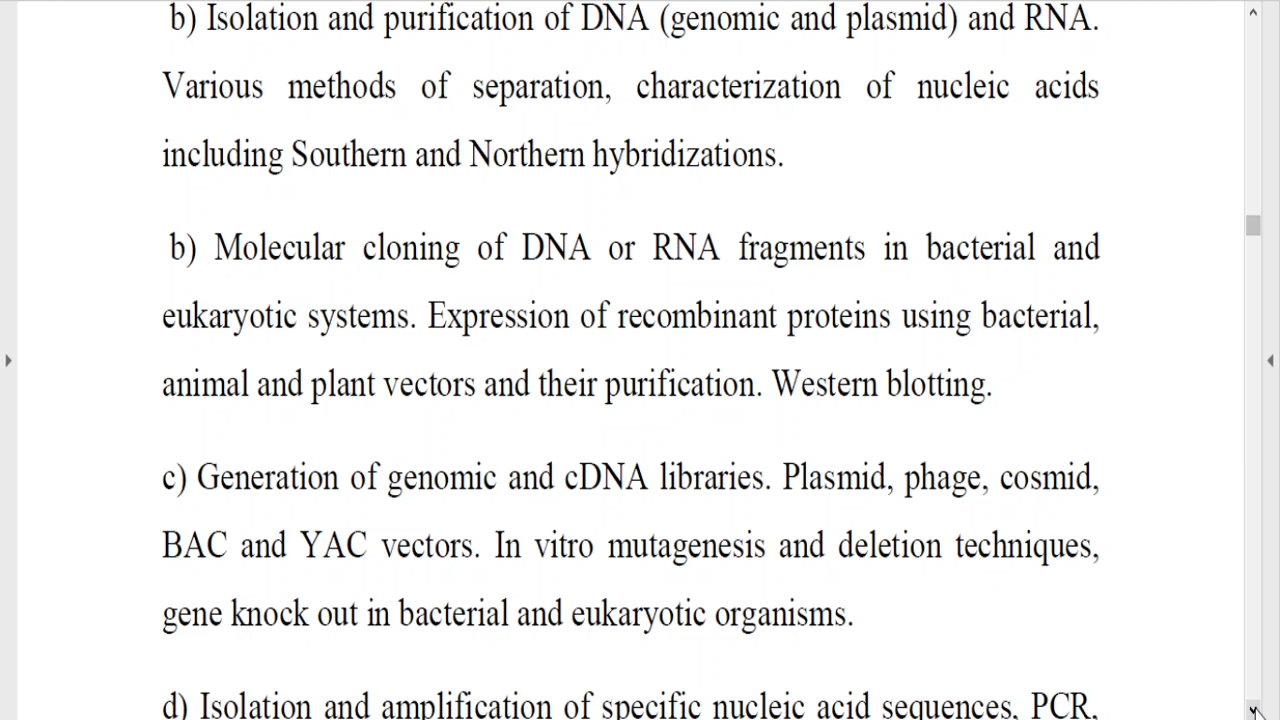 b) Isolation and purification of DNA (genomic and plasmid) and RNA.
Various methods of separation, characterization of nucleic acids
including Southern and Northern hybridizations.
b) Molecular cloning of DNA or RNA fragments in bacterial and
eukaryotic systems. Expression of recombinant proteins using bacterial,
animal and plant vectors and their purification. Western blotting.
c) Generation of genomic and cDNA libraries. Plasmid, phage, cosmid,
BAC and YAC vectors. In vitro mutagenesis and deletion techniques,
gene knock out in bacterial and eukaryotic organisms.
d) Isolation and amplification of specific nucleic acid sequences, PCR,